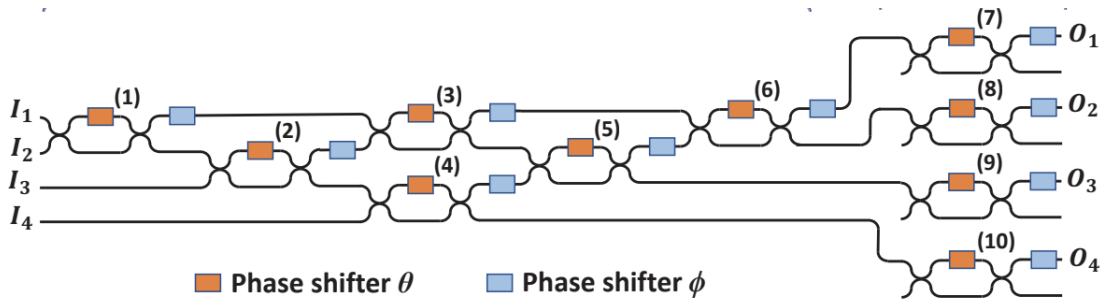 (7)
O₁
(1)
(3)
(6)
I₁
(8)
O₂
(2)
(5)
I₂
(4)
(9)
O₃
I₃
I₄
(10)
O₄
Phase shifter θ
Phase shifter ϕ